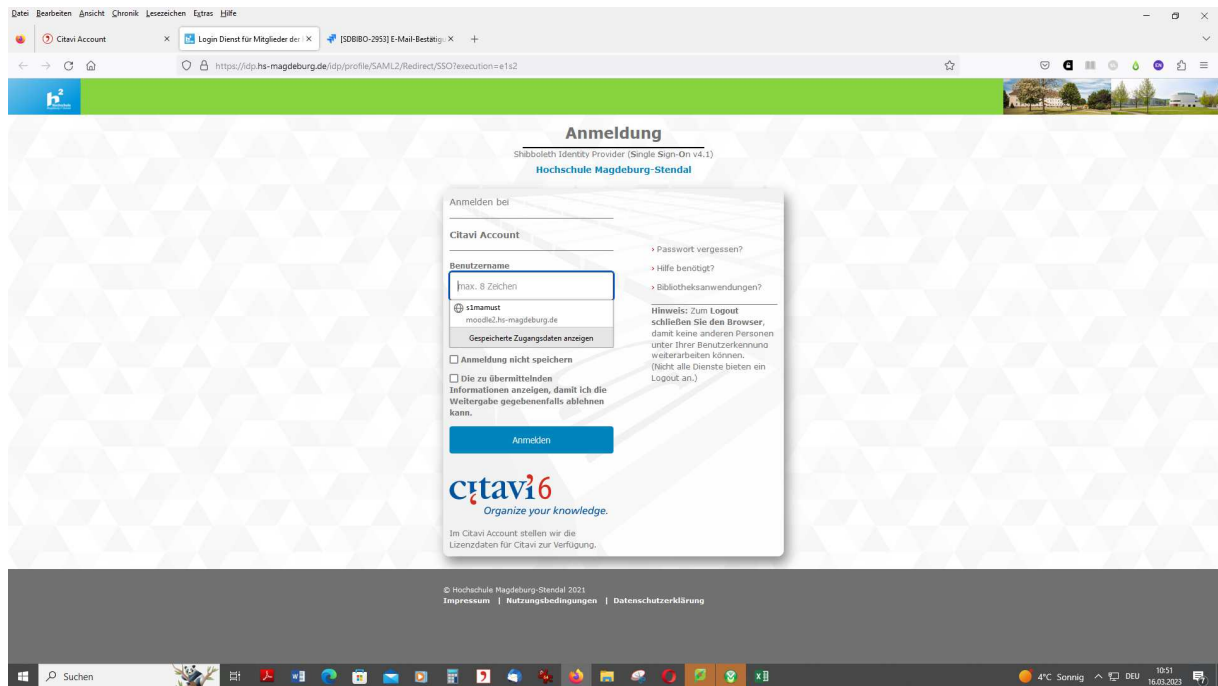 Datei Bearbeiten Ansicht Chronik Lesezeichen Extras Hilfe
Citavi Account
Login Dienst für Mitglieder der
[SDBIBO-2953] E-Mail-Bestätig
https://idp.hs-magdeburg.de/idp/profile/SAML2/Redirect/SSO?execution=e1s2
h²
Anmeldung
Shibboleth Identity Provider (Single Sign-On v4.1)
Hochschule Magdeburg-Stendal
Anmelden bei
Citavi Account
Benutzername
max. 8 Zeichen
s1mamust
moodle2.hs-magdeburg.de
Gespeicherte Zugangsdaten anzeigen
Anmeldung nicht speichern
Die zu übermittelnden
Informationen anzeigen, damit ich die
Weitergabe gegebenenfalls ablehnen
kann.
Anmelden
citavi 6
Organize your knowledge.
Im Citavi Account stellen wir die
Lizenzdaten für Citavi zur Verfügung.
› Passwort vergessen?
› Hilfe benötigt?
› Bibliotheksanwendungen?
Hinweis: Zum Logout
schließen Sie den Browser,
damit keine anderen Personen
unter Ihrer Benutzerkennung
weiterarbeiten können.
(Nicht alle Dienste bieten ein
Logout an.)
© Hochschule Magdeburg-Stendal 2021
Impressum | Nutzungsbedingungen | Datenschutzerklärung
Suchen
4°C Sonnig
DEU
10:51
16.03.2023